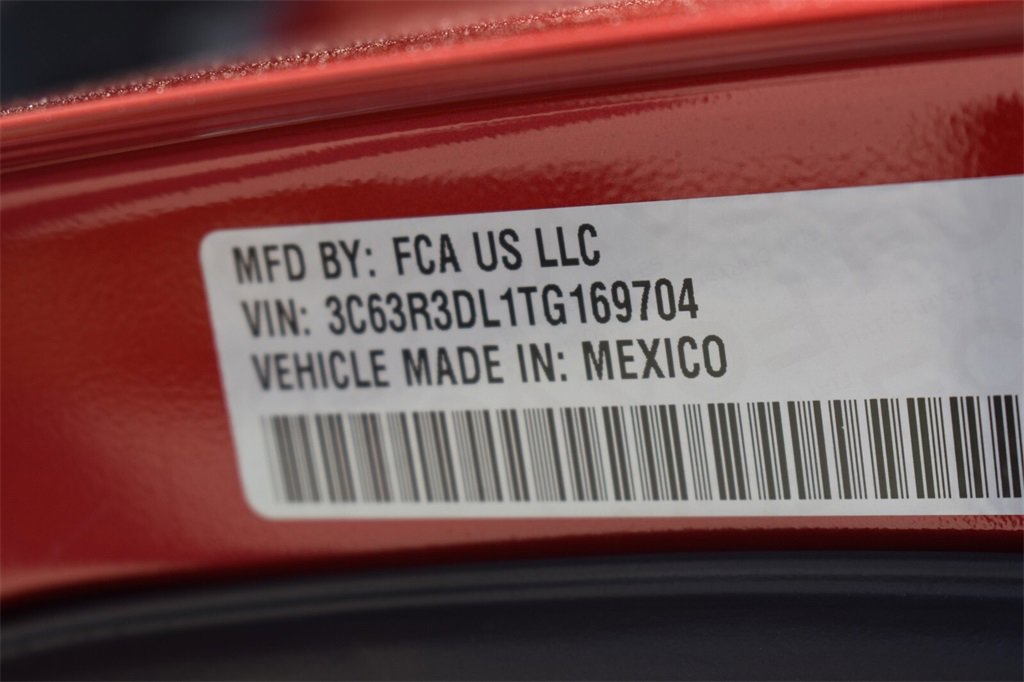 MFD BY: FCA US LLC
VIN: 3C63R3DL1TG169704
VEHICLE MADE IN: MEXICO